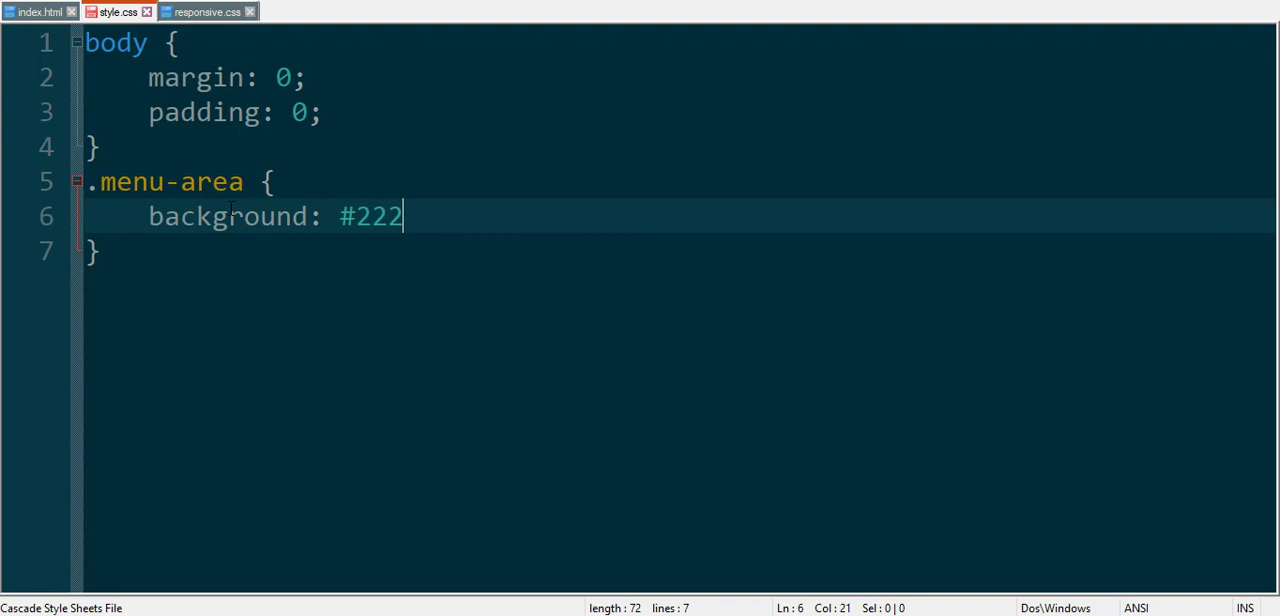 index.html style.css responsive.css
1 body {
2 margin: 0;
3 padding: 0;
4 }
5 .menu-area {
6 background: #222
7 }
Cascade Style Sheets File length : 72 lines : 7 Ln : 6 Col : 21 Sel : 0 | 0 Dos\Windows ANSI INS